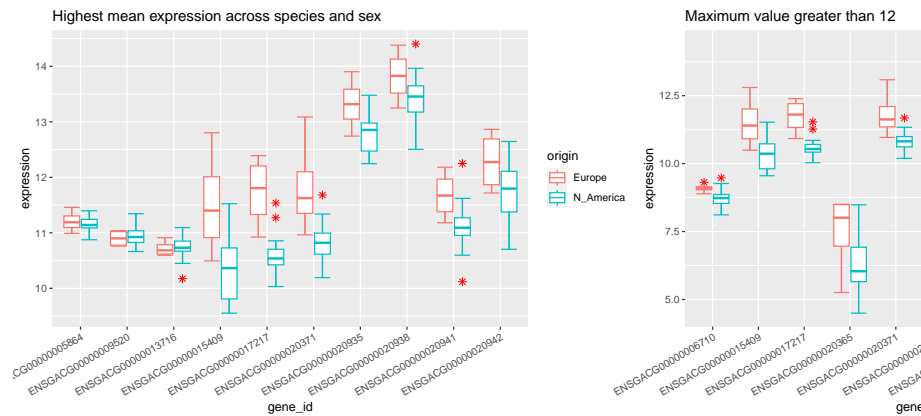 Highest mean expression across species and sex
expression
14
13
12
11
10
:CG00000005864
ENSGACG00000009520
ENSGACG00000013716
ENSGACG00000015409
ENSGACG00000017217
ENSGACG00000020371
ENSGACG00000020935
ENSGACG00000020938
ENSGACG00000020941
ENSGACG00000020942
gene_id
origin
Europe
N_America
Maximum value greater than 12
expression
12.5
10.0
7.5
5.0
ENSGACG00000006710
ENSGACG00000015409
ENSGACG00000017217
ENSGACG00000020365
ENSGACG00000020371
gene